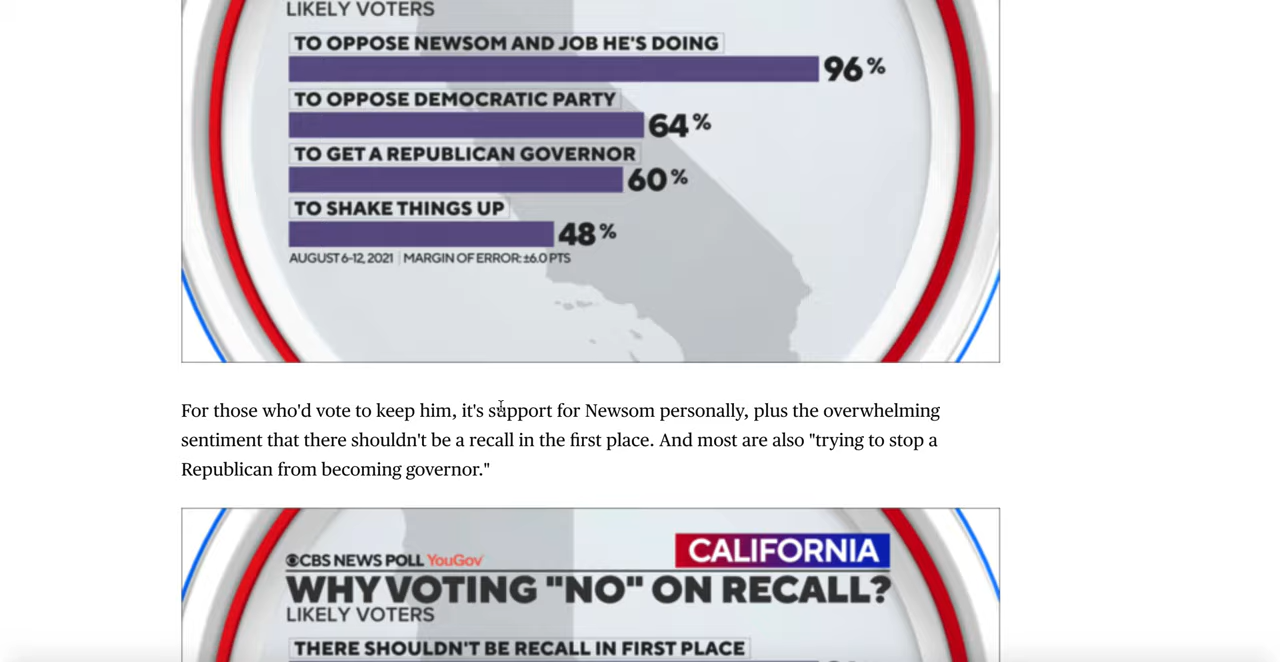 LIKELY VOTERS
TO OPPOSE NEWSOM AND JOB HE'S DOING
96%
TO OPPOSE DEMOCRATIC PARTY
64%
TO GET A REPUBLICAN GOVERNOR
60%
TO SHAKE THINGS UP
48%
AUGUST 6-12, 2021 | MARGIN OF ERROR: ±6.0 PTS
For those who'd vote to keep him, it's support for Newsom personally, plus the overwhelming
sentiment that there shouldn't be a recall in the first place. And most are also "trying to stop a
Republican from becoming governor."
CBS NEWS POLL YouGov
CALIFORNIA
WHY VOTING "NO" ON RECALL?
LIKELY VOTERS
THERE SHOULDN'T BE RECALL IN FIRST PLACE